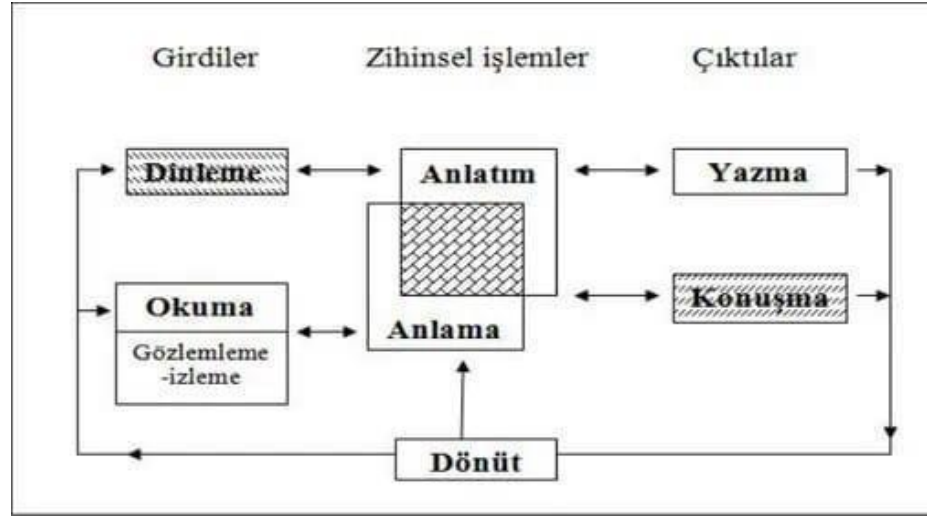 Girdiler Zihinsel işlemler Çıktılar
Dinleme Anlatım Yazma
Okuma Konuşma
Anlama
Gözlemleme
-izleme
Dönüt